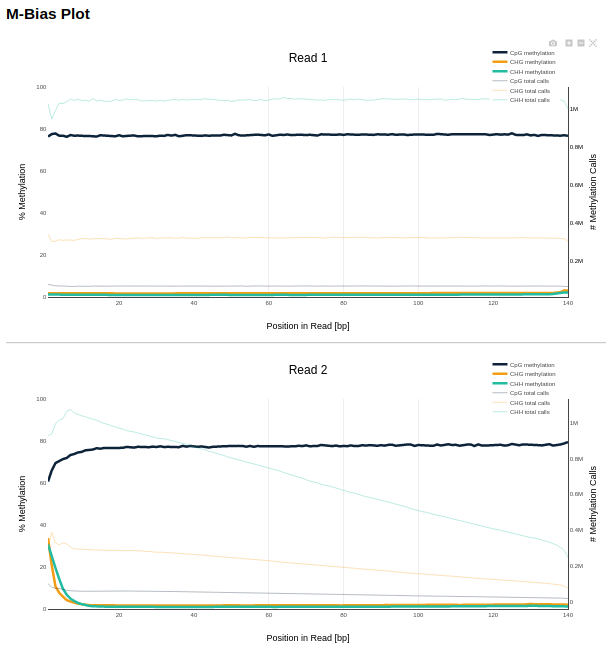 M-Bias Plot
Read 1
CpG methylation
CHG methylation
CHH methylation
CpG total calls
CHG total calls
CHH total calls
100
80
60
40
20
0
1M
0.8M
0.6M
0.4M
0.2M
% Methylation
# Methylation Calls
20
40
60
80
100
120
140
Position in Read [bp]
Read 2
CpG methylation
CHG methylation
CHH methylation
CpG total calls
CHG total calls
CHH total calls
100
80
60
40
20
0
1M
0.8M
0.6M
0.4M
0.2M
0
% Methylation
# Methylation Calls
20
40
60
80
100
120
140
Position in Read [bp]